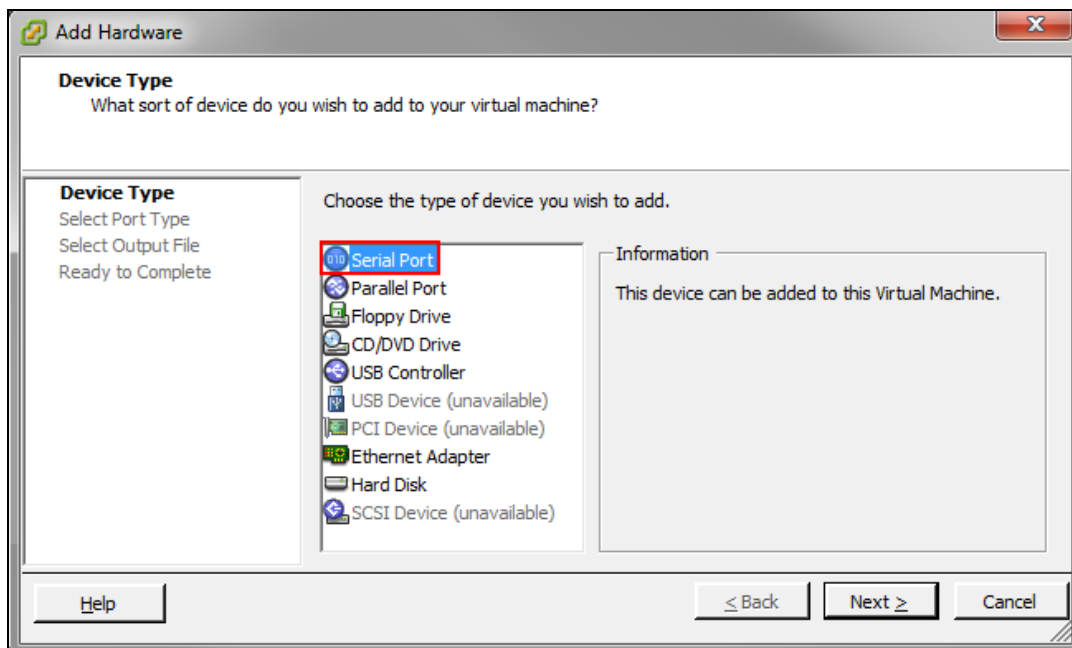 Add Hardware
Device Type
What sort of device do you wish to add to your virtual machine?
Device Type
Select Port Type
Select Output File
Ready to Complete
Choose the type of device you wish to add.
Serial Port
Parallel Port
Floppy Drive
CD/DVD Drive
USB Controller
USB Device (unavailable)
PCI Device (unavailable)
Ethernet Adapter
Hard Disk
SCSI Device (unavailable)
Information
This device can be added to this Virtual Machine.
Help
< Back
Next >
Cancel